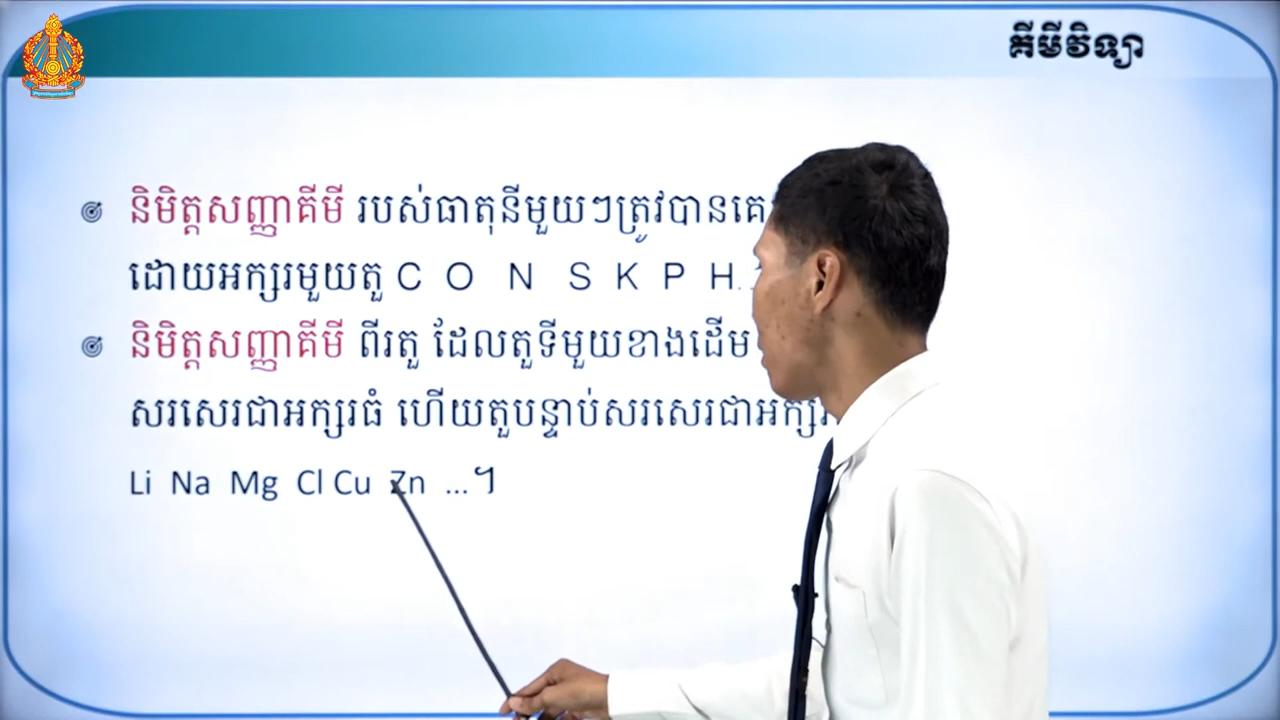 គីមីវិទ្យា
និមិត្តសញ្ញាគីមី របស់ធាតុនីមួយៗត្រូវបានគេ
ដោយអក្សរមួយតួ C O N S K P H..
និមិត្តសញ្ញាគីមី ពីរតួ ដែលតួទីមួយខាងដើម
សរសេរជាអក្សរធំ ហើយតួបន្ទាប់សរសេរជា
Li Na Mg Cl Cu Zn ...។